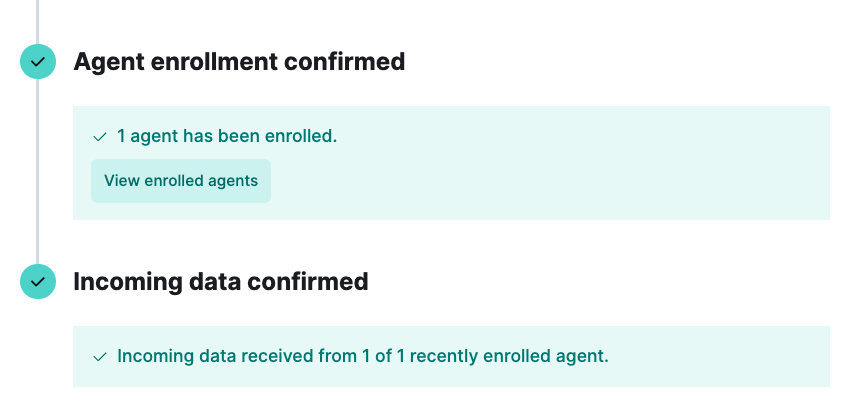 Agent enrollment confirmed
1 agent has been enrolled.
View enrolled agents
Incoming data confirmed
Incoming data received from 1 of 1 recently enrolled agent.